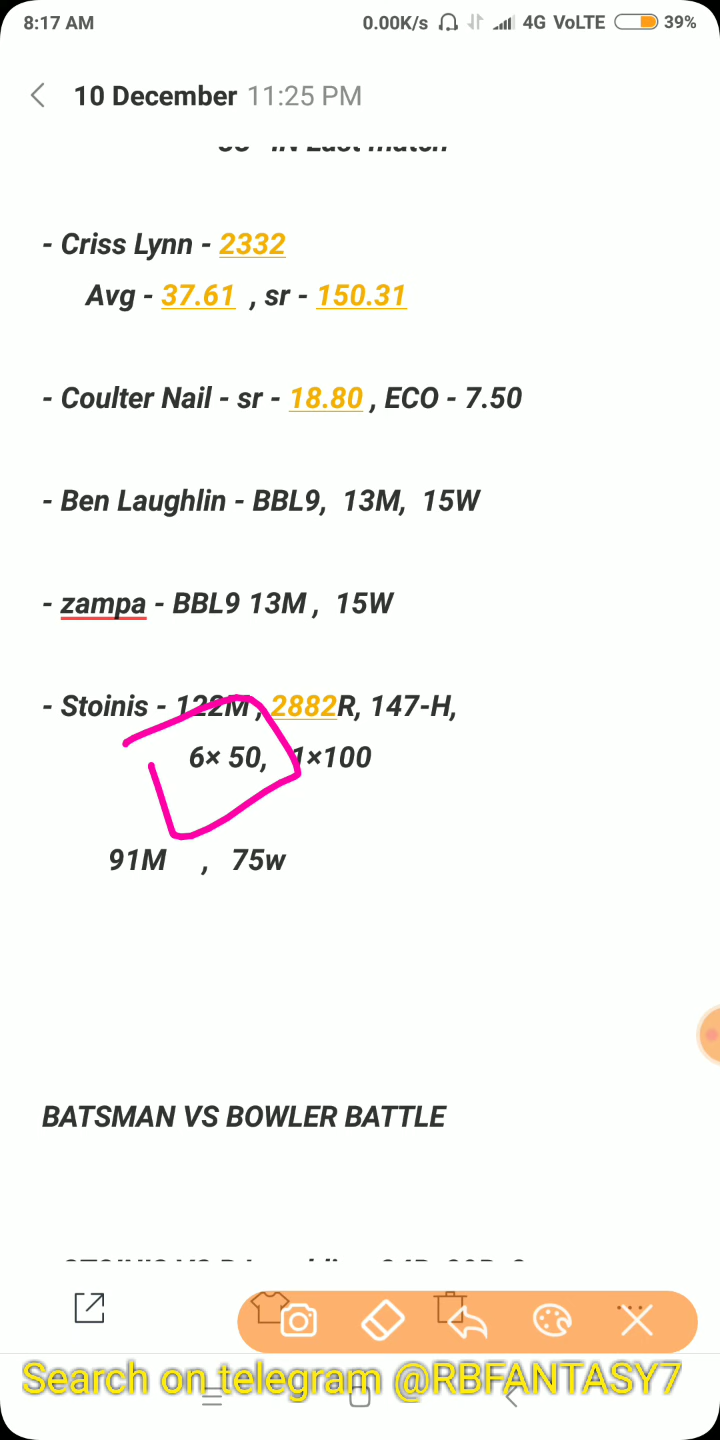 8:17 AM 0.00K/s 4G VoLTE 39%
10 December 11:25 PM
- Criss Lynn - 2332
Avg - 37.61 , sr - 150.31
- Coulter Nail - sr - 18.80 , ECO - 7.50
- Ben Laughlin - BBL9, 13M, 15W
- zampa - BBL9 13M , 15W
- Stoinis - 122M , 2882R, 147-H,
6× 50, 1×100
91M , 75w
BATSMAN VS BOWLER BATTLE
Search on telegram @RBFANTASY7